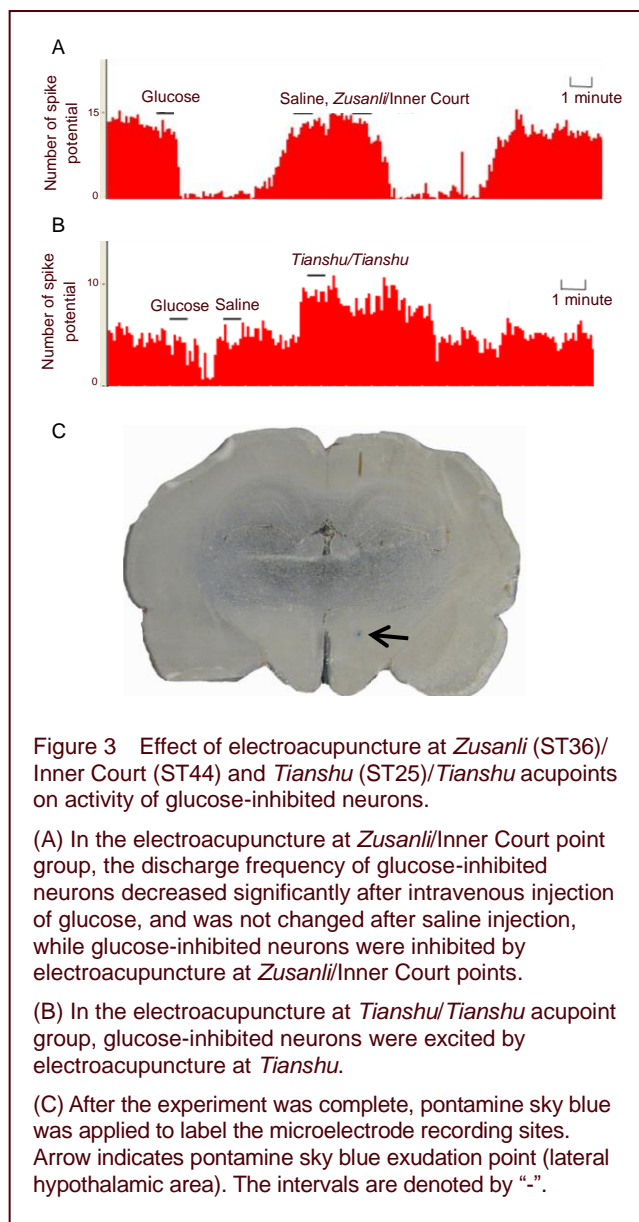 A
Glucose
Saline, Zusanli/Inner Court
1 minute
Number of spike
potential
15
0
B
Tianshu/Tianshu
Glucose
Saline
1 minute
Number of spike
potential
10
0
C
Figure 3 Effect of electroacupuncture at Zusanli (ST36)/
Inner Court (ST44) and Tianshu (ST25)/Tianshu acupoints
on activity of glucose-inhibited neurons.
(A) In the electroacupuncture at Zusanli/Inner Court point
group, the discharge frequency of glucose-inhibited
neurons decreased significantly after intravenous injection
of glucose, and was not changed after saline injection,
while glucose-inhibited neurons were inhibited by
electroacupuncture at Zusanli/Inner Court points.
(B) In the electroacupuncture at Tianshu/Tianshu acupoint
group, glucose-inhibited neurons were excited by
electroacupuncture at Tianshu.
(C) After the experiment was complete, pontamine sky blue
was applied to label the microelectrode recording sites.
Arrow indicates pontamine sky blue exudation point (lateral
hypothalamic area). The intervals are denoted by “-”.